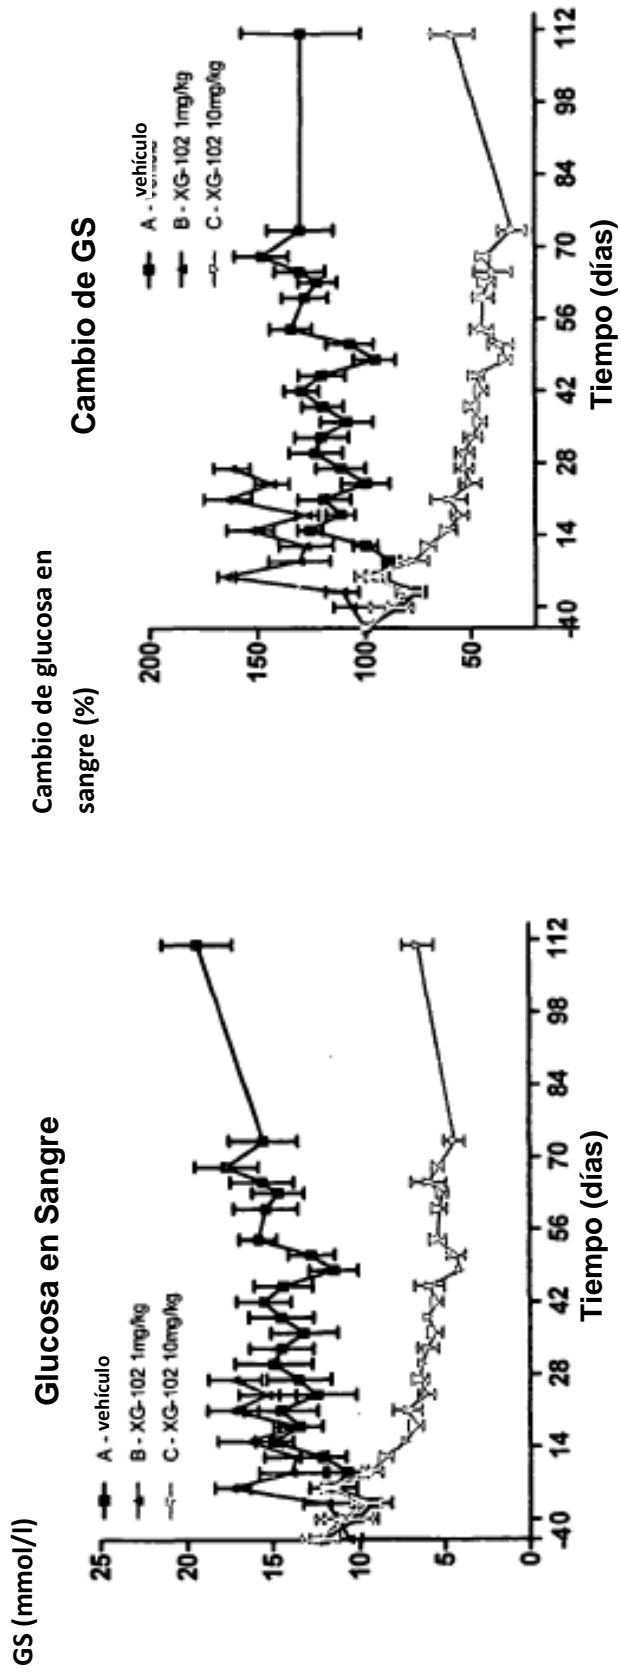 GS (mmol/l)
Glucosa en Sangre
A - vehículo
B - XG-102 1mg/kg
C - XG-102 10mg/kg
25
20
15
10
5
0
-40 14 28 42 56 70 84 98 112
Tiempo (días)
Cambio de glucosa en
sangre (%)
Cambio de GS
A - vehículo
B - XG-102 1mg/kg
C - XG-102 10mg/kg
200
150
100
50
-40 14 28 42 56 70 84 98 112
Tiempo (días)